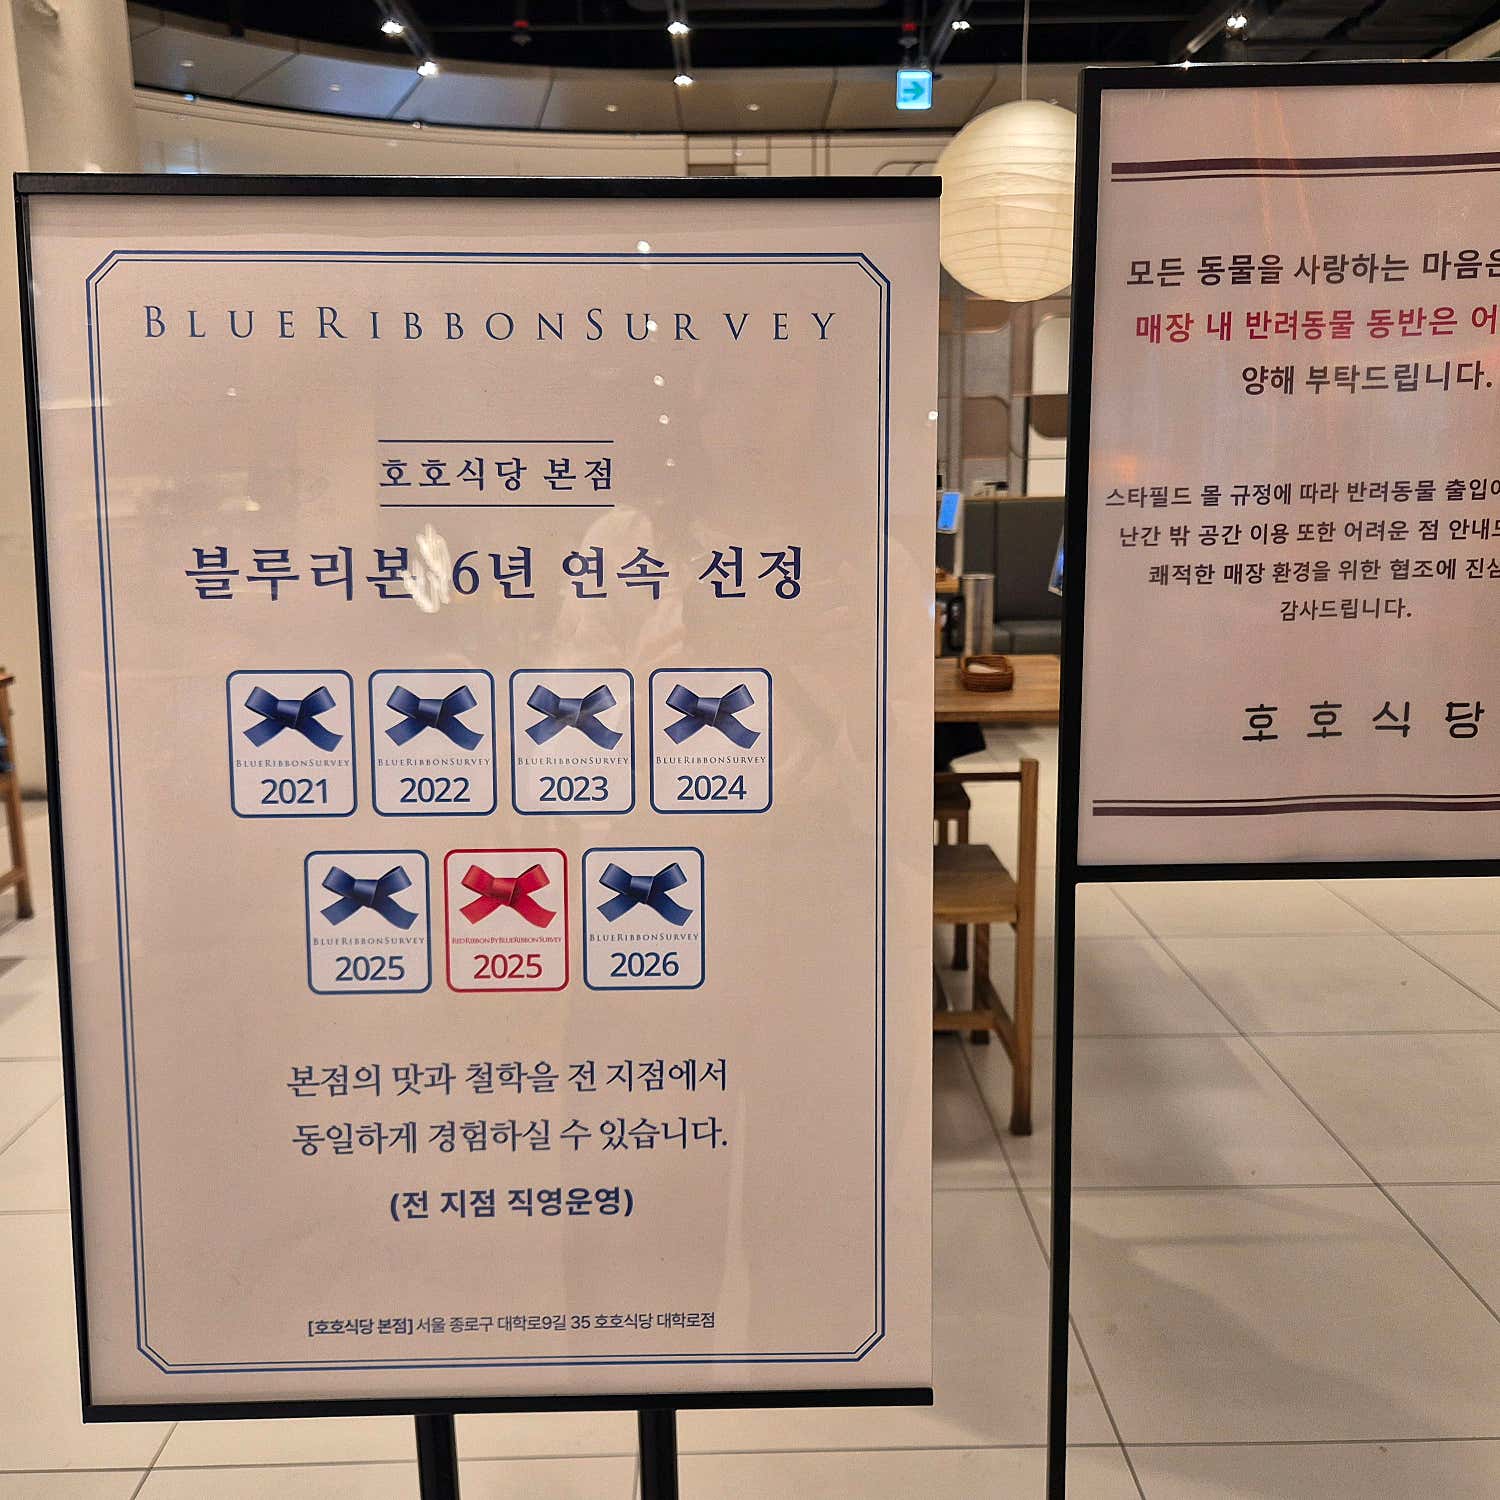 BLUERIBBONSURVEY
호호식당 본점
블루리본 6년 연속 선정
BLUERIBBONSURVEY
2021
BLUERIBBONSURVEY
2022
BLUERIBBONSURVEY
2023
BLUERIBBONSURVEY
2024
BLUERIBBONSURVEY
2025
REDRIBBONBYBLUERIBBONSURVEY
2025
BLUERIBBONSURVEY
2026
본점의 맛과 철학을 전 지점에서
동일하게 경험하실 수 있습니다.
(전 지점 직영운영)
[호호식당 본점] 서울 종로구 대학로9길 35 호호식당 대학로점
모든 동물을 사랑하는 마음은
매장 내 반려동물 동반은 어
양해 부탁드립니다.
스타필드 몰 규정에 따라 반려동물 출입
난간 밖 공간 이용 또한 어려운 점 안내
쾌적한 매장 환경을 위한 협조에 진심
감사드립니다.
호호식당